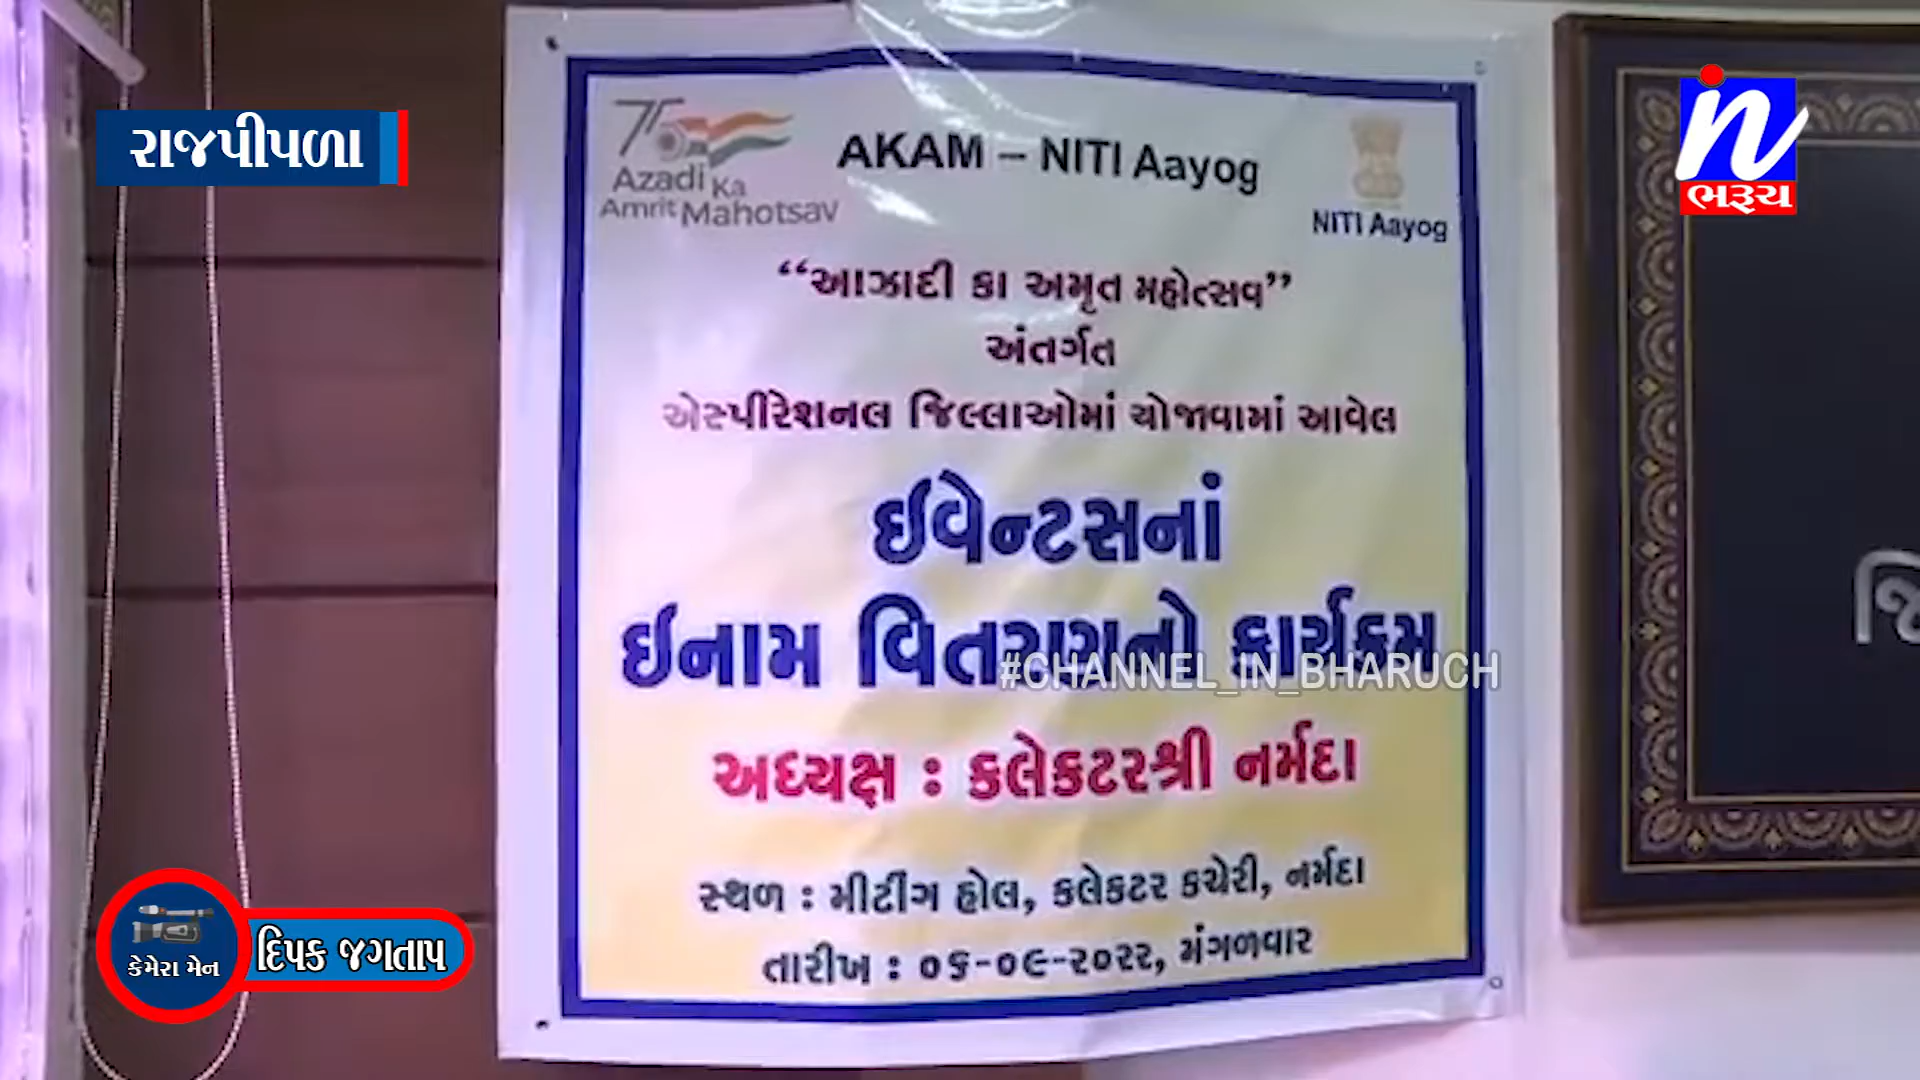 રાજપીપળા
in
ભરૂચ
75
Azadi Ka
Amrit Mahotsav
AKAM – NITI Aayog
NITI Aayog
“આઝાદી કા અમૃત મહોત્સવ”
અંતર્ગત
એસ્પીરેશનલ જિલ્લાઓમાં યોજાવામાં આવેલ
ઈવેન્ટસનાં
ઈનામ વિતરણનો કાર્યક્રમ
#CHANNEL_IN_BHARUCH
અધ્યક્ષ : કલેકટરશ્રી નર્મદા
સ્થળ : મીટીંગ હોલ, કલેકટર કચેરી, નર્મદા
તારીખ : ૦૬-૦૯-૨૦૨૨, મંગળવાર
કેમેરા મેન
દિપક જગતાપ